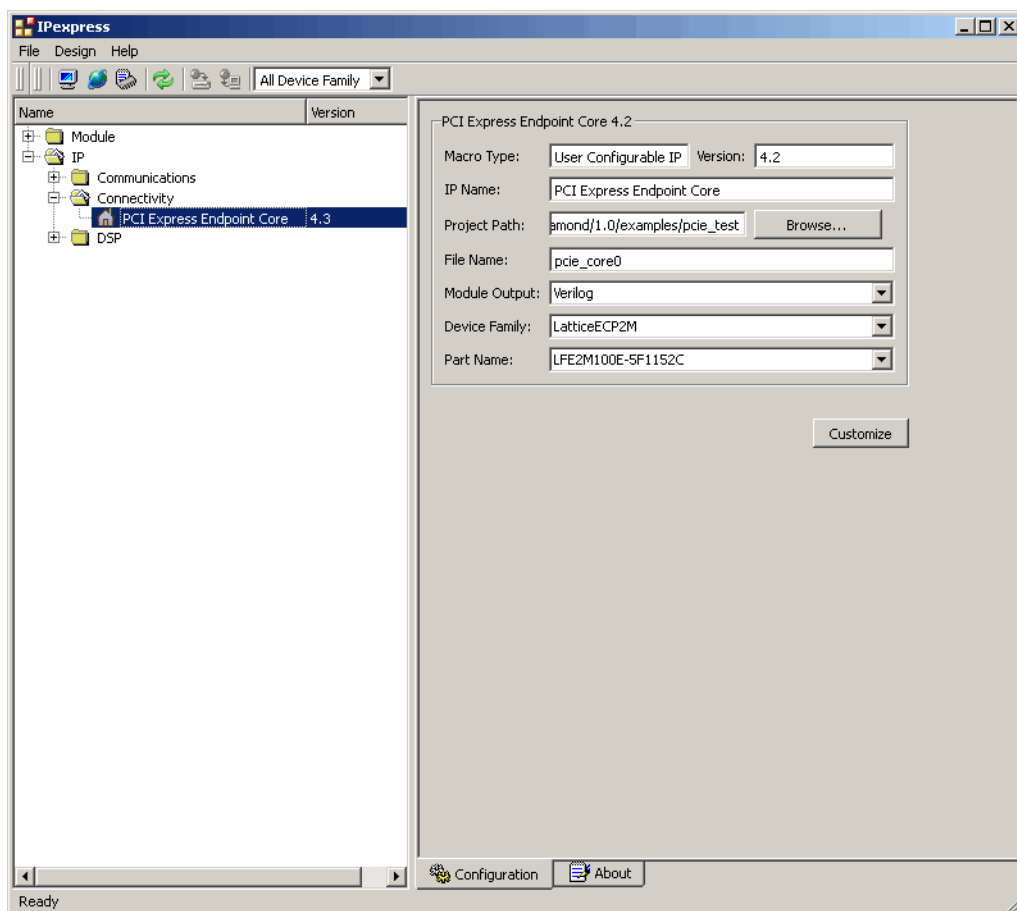 IPexpress
File Design Help
All Device Family
Name Version
Module
IP
Communications
Connectivity
PCI Express Endpoint Core 4.3
DSP
PCI Express Endpoint Core 4.2
Macro Type: User Configurable IP Version: 4.2
IP Name: PCI Express Endpoint Core
Project Path: amond/1.0/examples/pcie_test Browse...
File Name: pcie_core0
Module Output: Verilog
Device Family: LatticeECP2M
Part Name: LFE2M100E-5F1152C
Customize
Configuration About
Ready